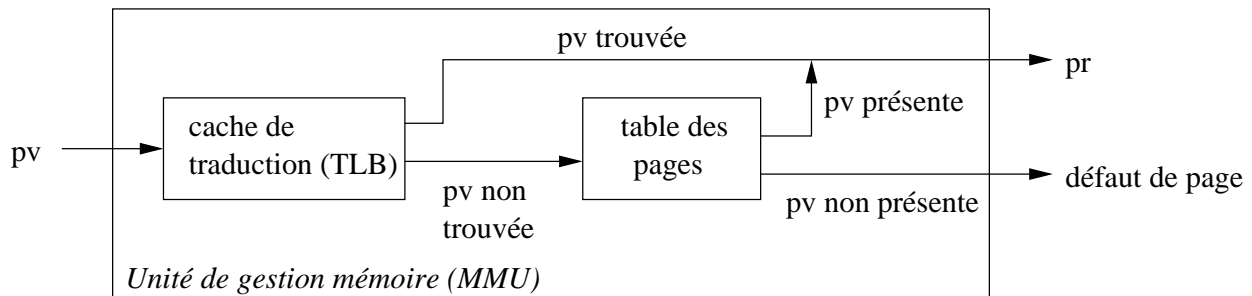 pv trouvée
pr
cache de
traduction (TLB)
table des
pages
pv présente
pv
pv non
trouvée
pv non présente
défaut de page
Unité de gestion mémoire (MMU)